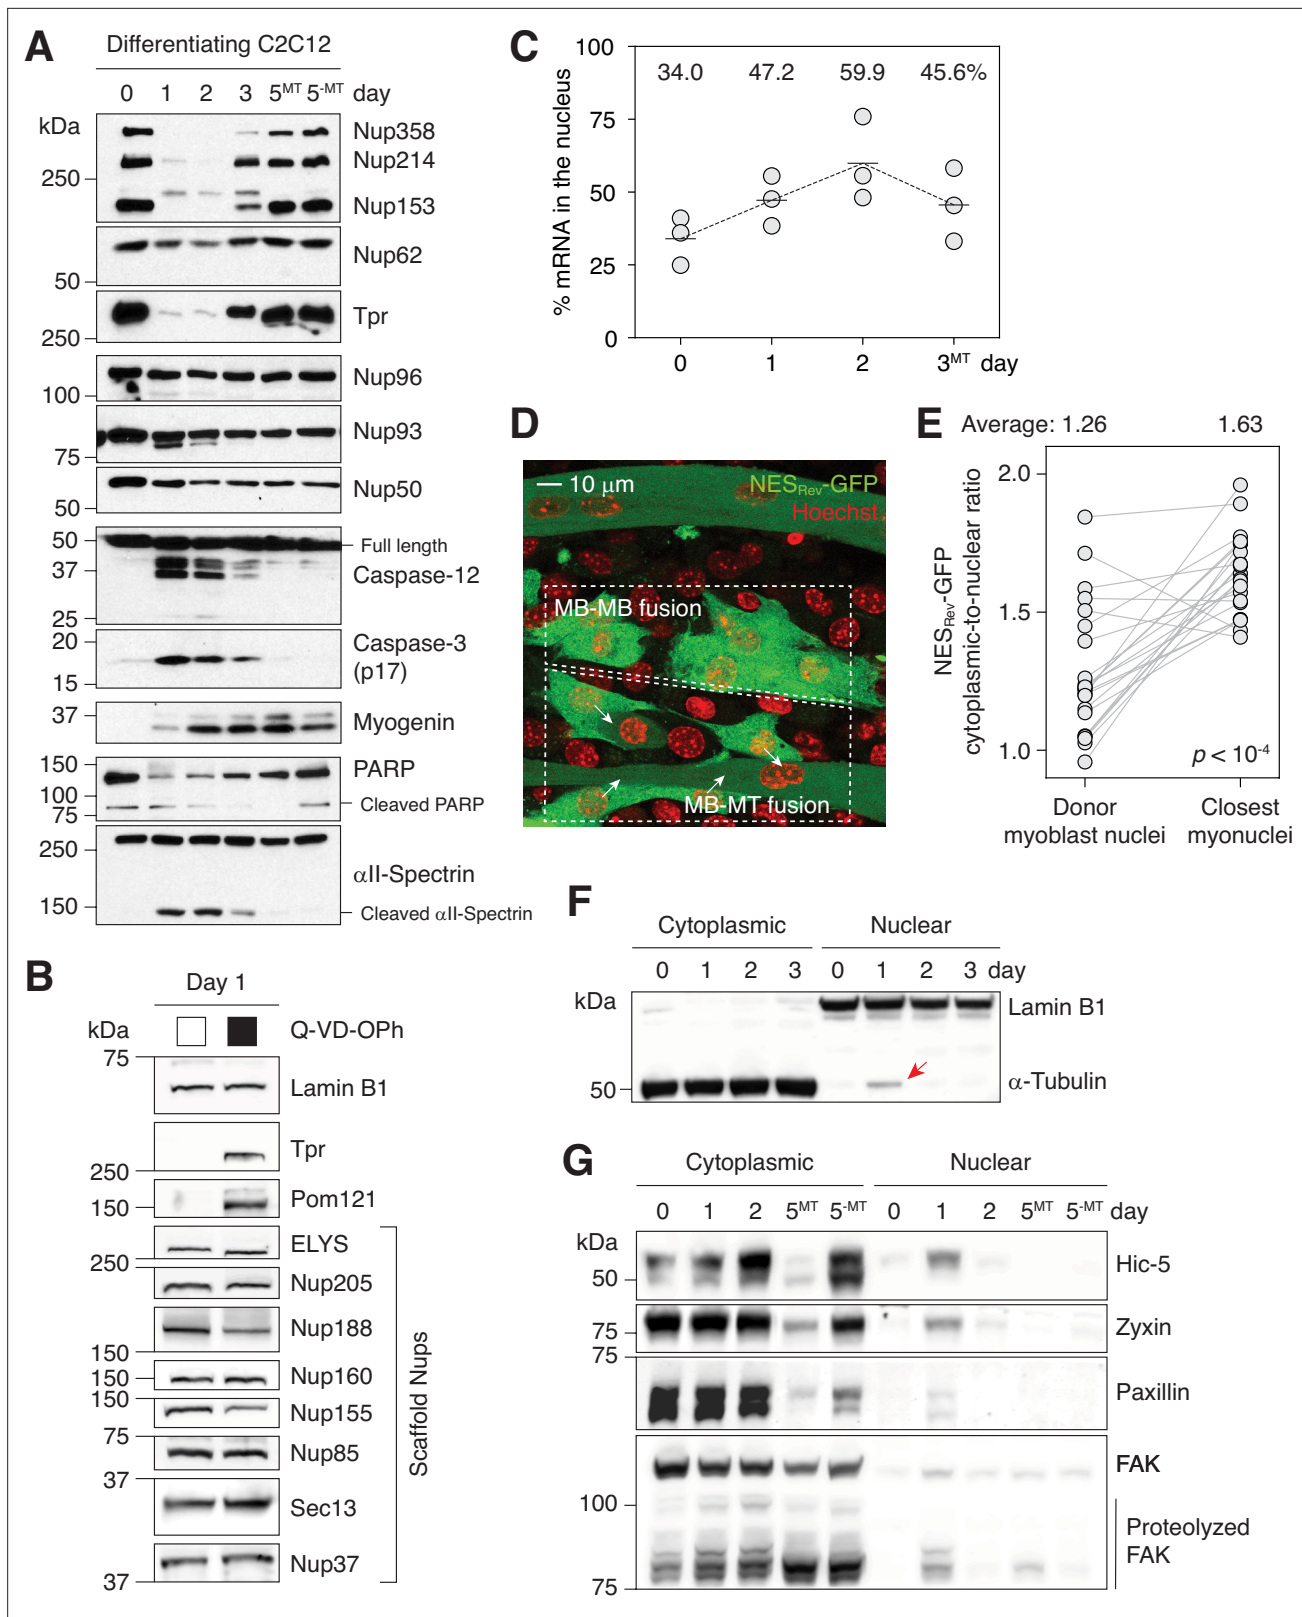 A
Differentiating C2C12
0 1 2 3 5MT 5-MT day
kDa
Nup358
Nup214
250
Nup153
Nup62
50
Tpr
250
Nup96
100
Nup93
75
Nup50
50
50
Full length
37
Caspase-12
25
20
Caspase-3
(p17)
15
37
Myogenin
150
PARP
100
Cleaved PARP
75
250
αII-Spectrin
150
Cleaved αII-Spectrin
B
Day 1
kDa
Q-VD-OPh
75
Lamin B1
Tpr
250
Pom121
150
ELYS
250
Nup205
Nup188
150
Nup160
150
150
Nup155
75
Nup85
37
Sec13
Nup37
37
Scaffold Nups
C
100
34.0 47.2 59.9 45.6%
75
50
25
0
% mRNA in the nucleus
0 1 2 3MT day
D
10 μm
NESRev-GFP
Hoechst
MB-MB fusion
MB-MT fusion
E
Average: 1.26 1.63
2.0
1.5
1.0
NESRev-GFP
cytoplasmic-to-nuclear ratio
p < 10-4
Donor
myoblast nuclei
Closest
myonuclei
F
Cytoplasmic Nuclear
0 1 2 3 0 1 2 3 day
kDa
Lamin B1
50
α-Tubulin
G
Cytoplasmic Nuclear
0 1 2 5MT 5-MT 0 1 2 5MT 5-MT day
kDa
Hic-5
50
Zyxin
75
75
Paxillin
FAK
100
Proteolyzed
FAK
75